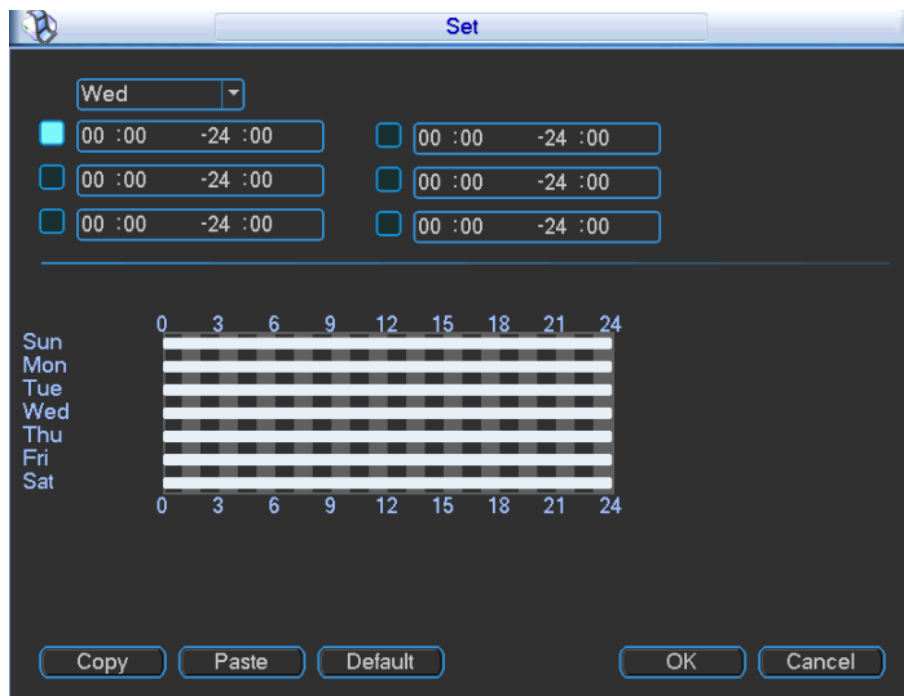 Set
Wed
00 :00 -24 :00 00 :00 -24 :00
00 :00 -24 :00 00 :00 -24 :00
00 :00 -24 :00 00 :00 -24 :00
0 3 6 9 12 15 18 21 24
Sun
Mon
Tue
Wed
Thu
Fri
Sat
0 3 6 9 12 15 18 21 24
Copy Paste Default OK Cancel